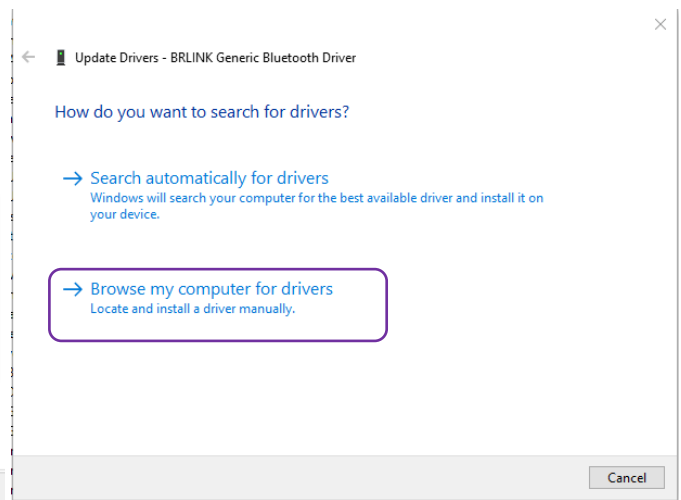 Update Drivers - BRLINK Generic Bluetooth Driver
How do you want to search for drivers?
Search automatically for drivers
Windows will search your computer for the best available driver and install it on
your device.
Browse my computer for drivers
Locate and install a driver manually.
Cancel